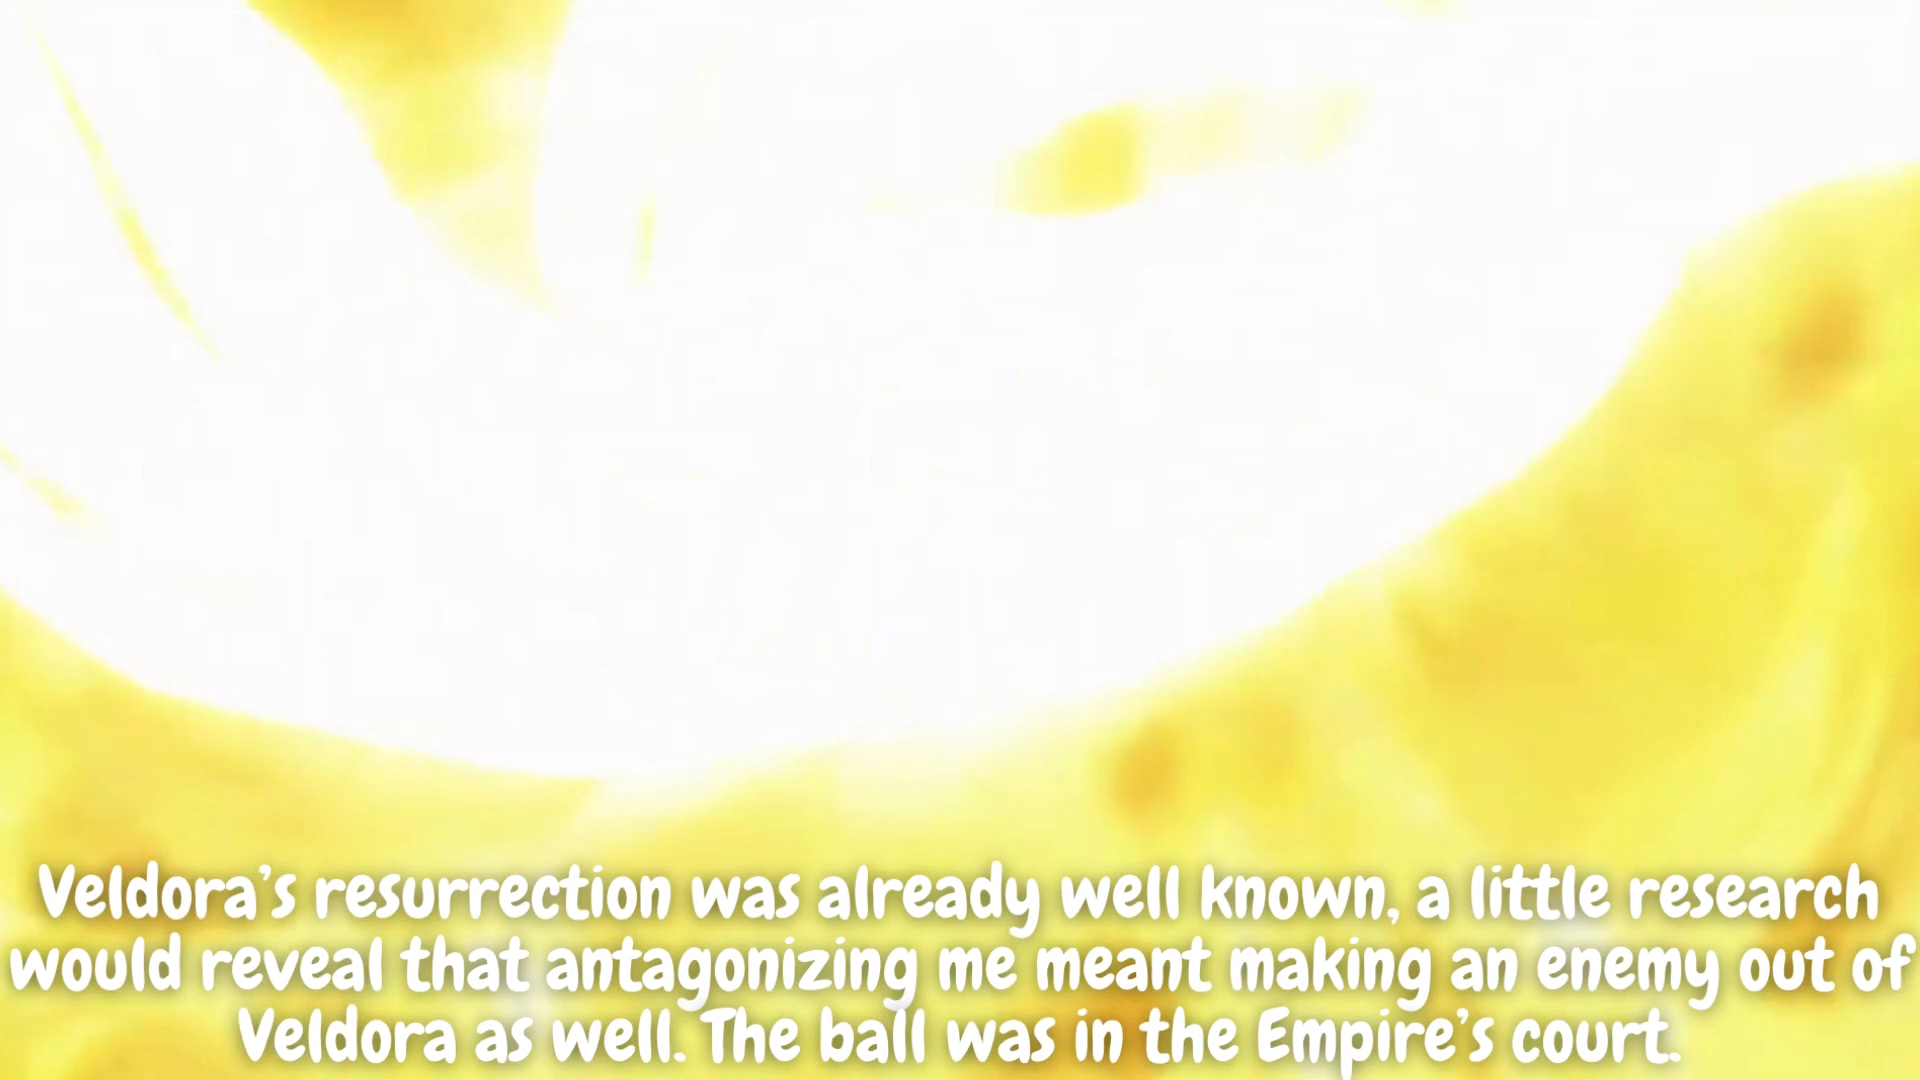 Veldora’s resurrection was already well known, a little research
would reveal that antagonizing me meant making an enemy out of
Veldora as well. The ball was in the Empire’s court.